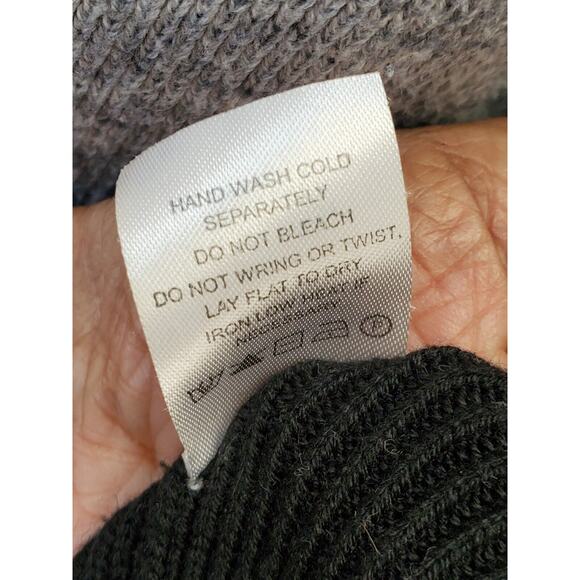 HAND WASH COLD
SEPARATELY
DO NOT BLEACH
DO NOT WRING OR TWIST.
LAY FLAT TO DRY
IRON LOW HEAT IF
NECESSARY